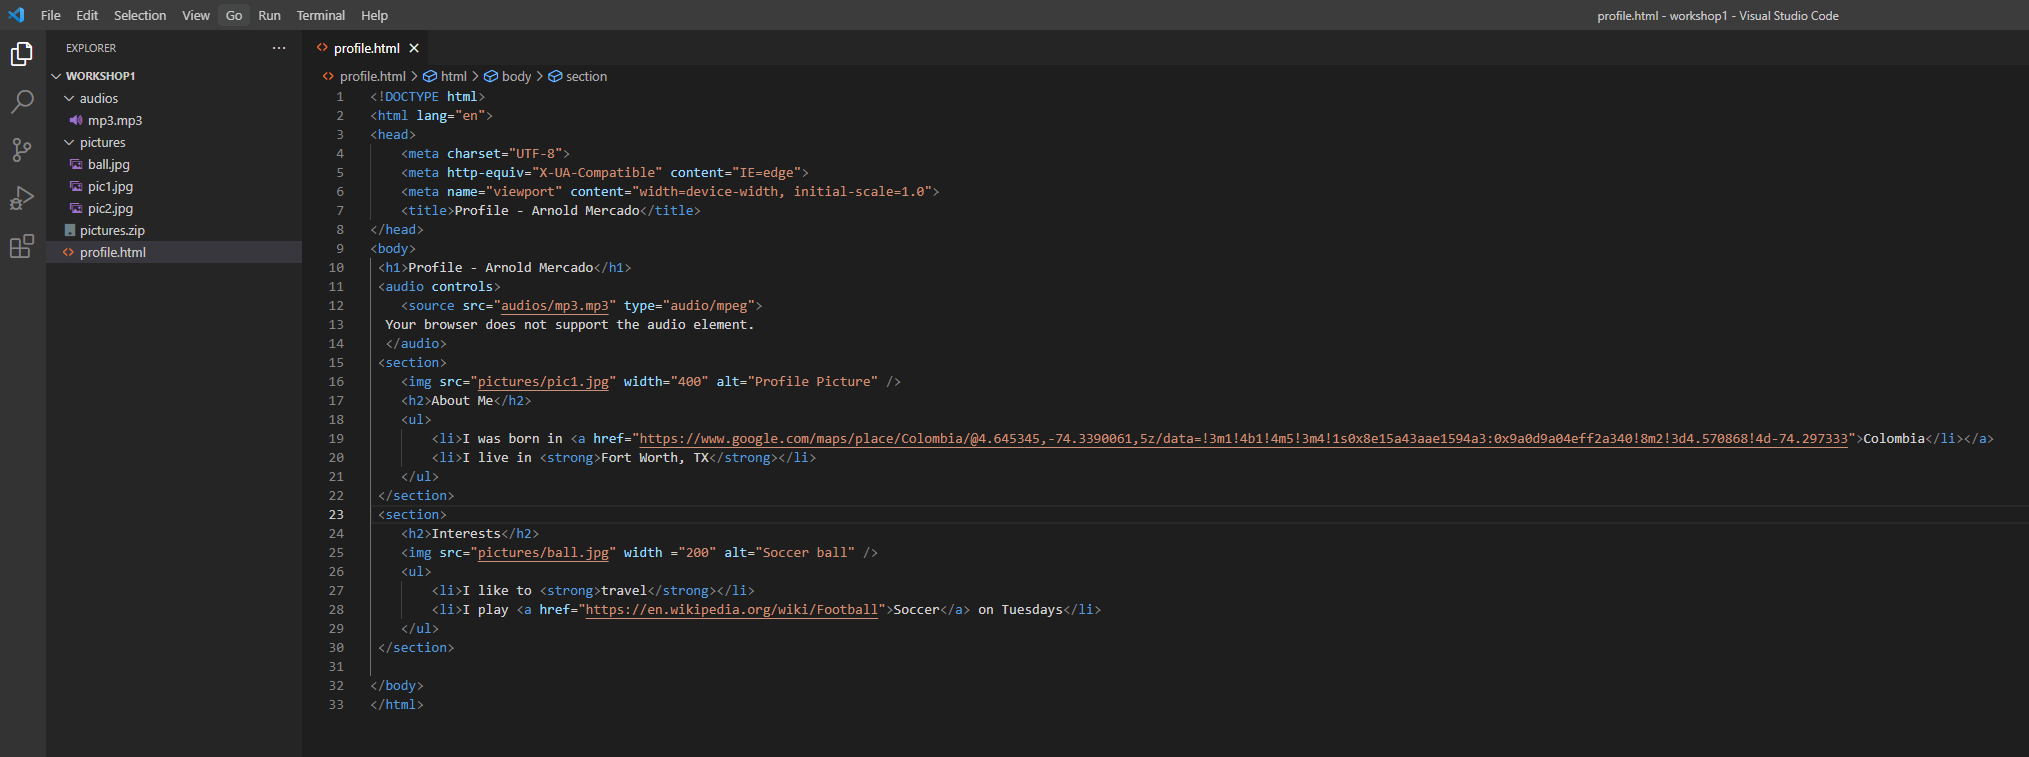 File Edit Selection View Go Run Terminal Help profile.html - workshop1 - Visual Studio Code
EXPLORER ...
WORKSHOP1
audios
mp3.mp3
pictures
ball.jpg
pic1.jpg
pic2.jpg
pictures.zip
profile.html
profile.html
profile.html > html > body > section
1 <!DOCTYPE html>
2 <html lang="en">
3 <head>
4 <meta charset="UTF-8">
5 <meta http-equiv="X-UA-Compatible" content="IE=edge">
6 <meta name="viewport" content="width=device-width, initial-scale=1.0">
7 <title>Profile - Arnold Mercado</title>
8 </head>
9 <body>
10 <h1>Profile - Arnold Mercado</h1>
11 <audio controls>
12 <source src="audios/mp3.mp3" type="audio/mpeg">
13 Your browser does not support the audio element.
14 </audio>
15 <section>
16 <img src="pictures/pic1.jpg" width="400" alt="Profile Picture" />
17 <h2>About Me</h2>
18 <ul>
19 <li>I was born in <a href="https://www.google.com/maps/place/Colombia/@4.645345,-74.3390061,5z/data=!3m1!4b1!4m5!3m4!1s0x8e15a43aae1594a3:0x9a0d9a04eff2a340!8m2!3d4.570868!4d-74.297333">Colombia</li></a>
20 <li>I live in <strong>Fort Worth, TX</strong></li>
21 </ul>
22 </section>
23 <section>
24 <h2>Interests</h2>
25 <img src="pictures/ball.jpg" width ="200" alt="Soccer ball" />
26 <ul>
27 <li>I like to <strong>travel</strong></li>
28 <li>I play <a href="https://en.wikipedia.org/wiki/Football">Soccer</a> on Tuesdays</li>
29 </ul>
30 </section>
31
32 </body>
33 </html>